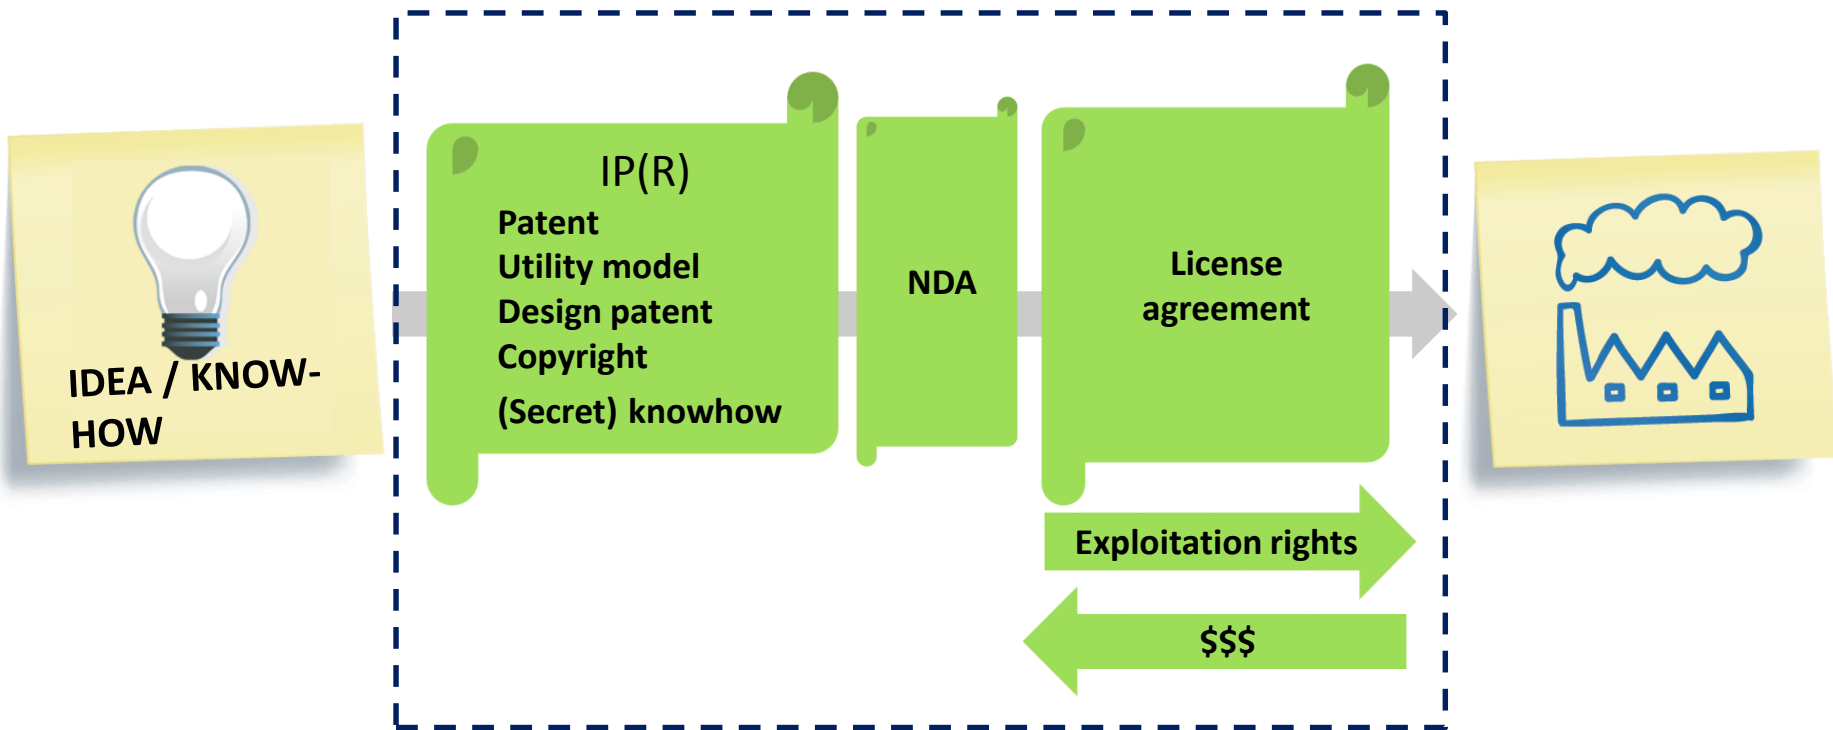 IDEA / KNOW-
HOW
IP(R)
Patent
Utility model
Design patent
Copyright
(Secret) knowhow
NDA
License
agreement
Exploitation rights
$$$